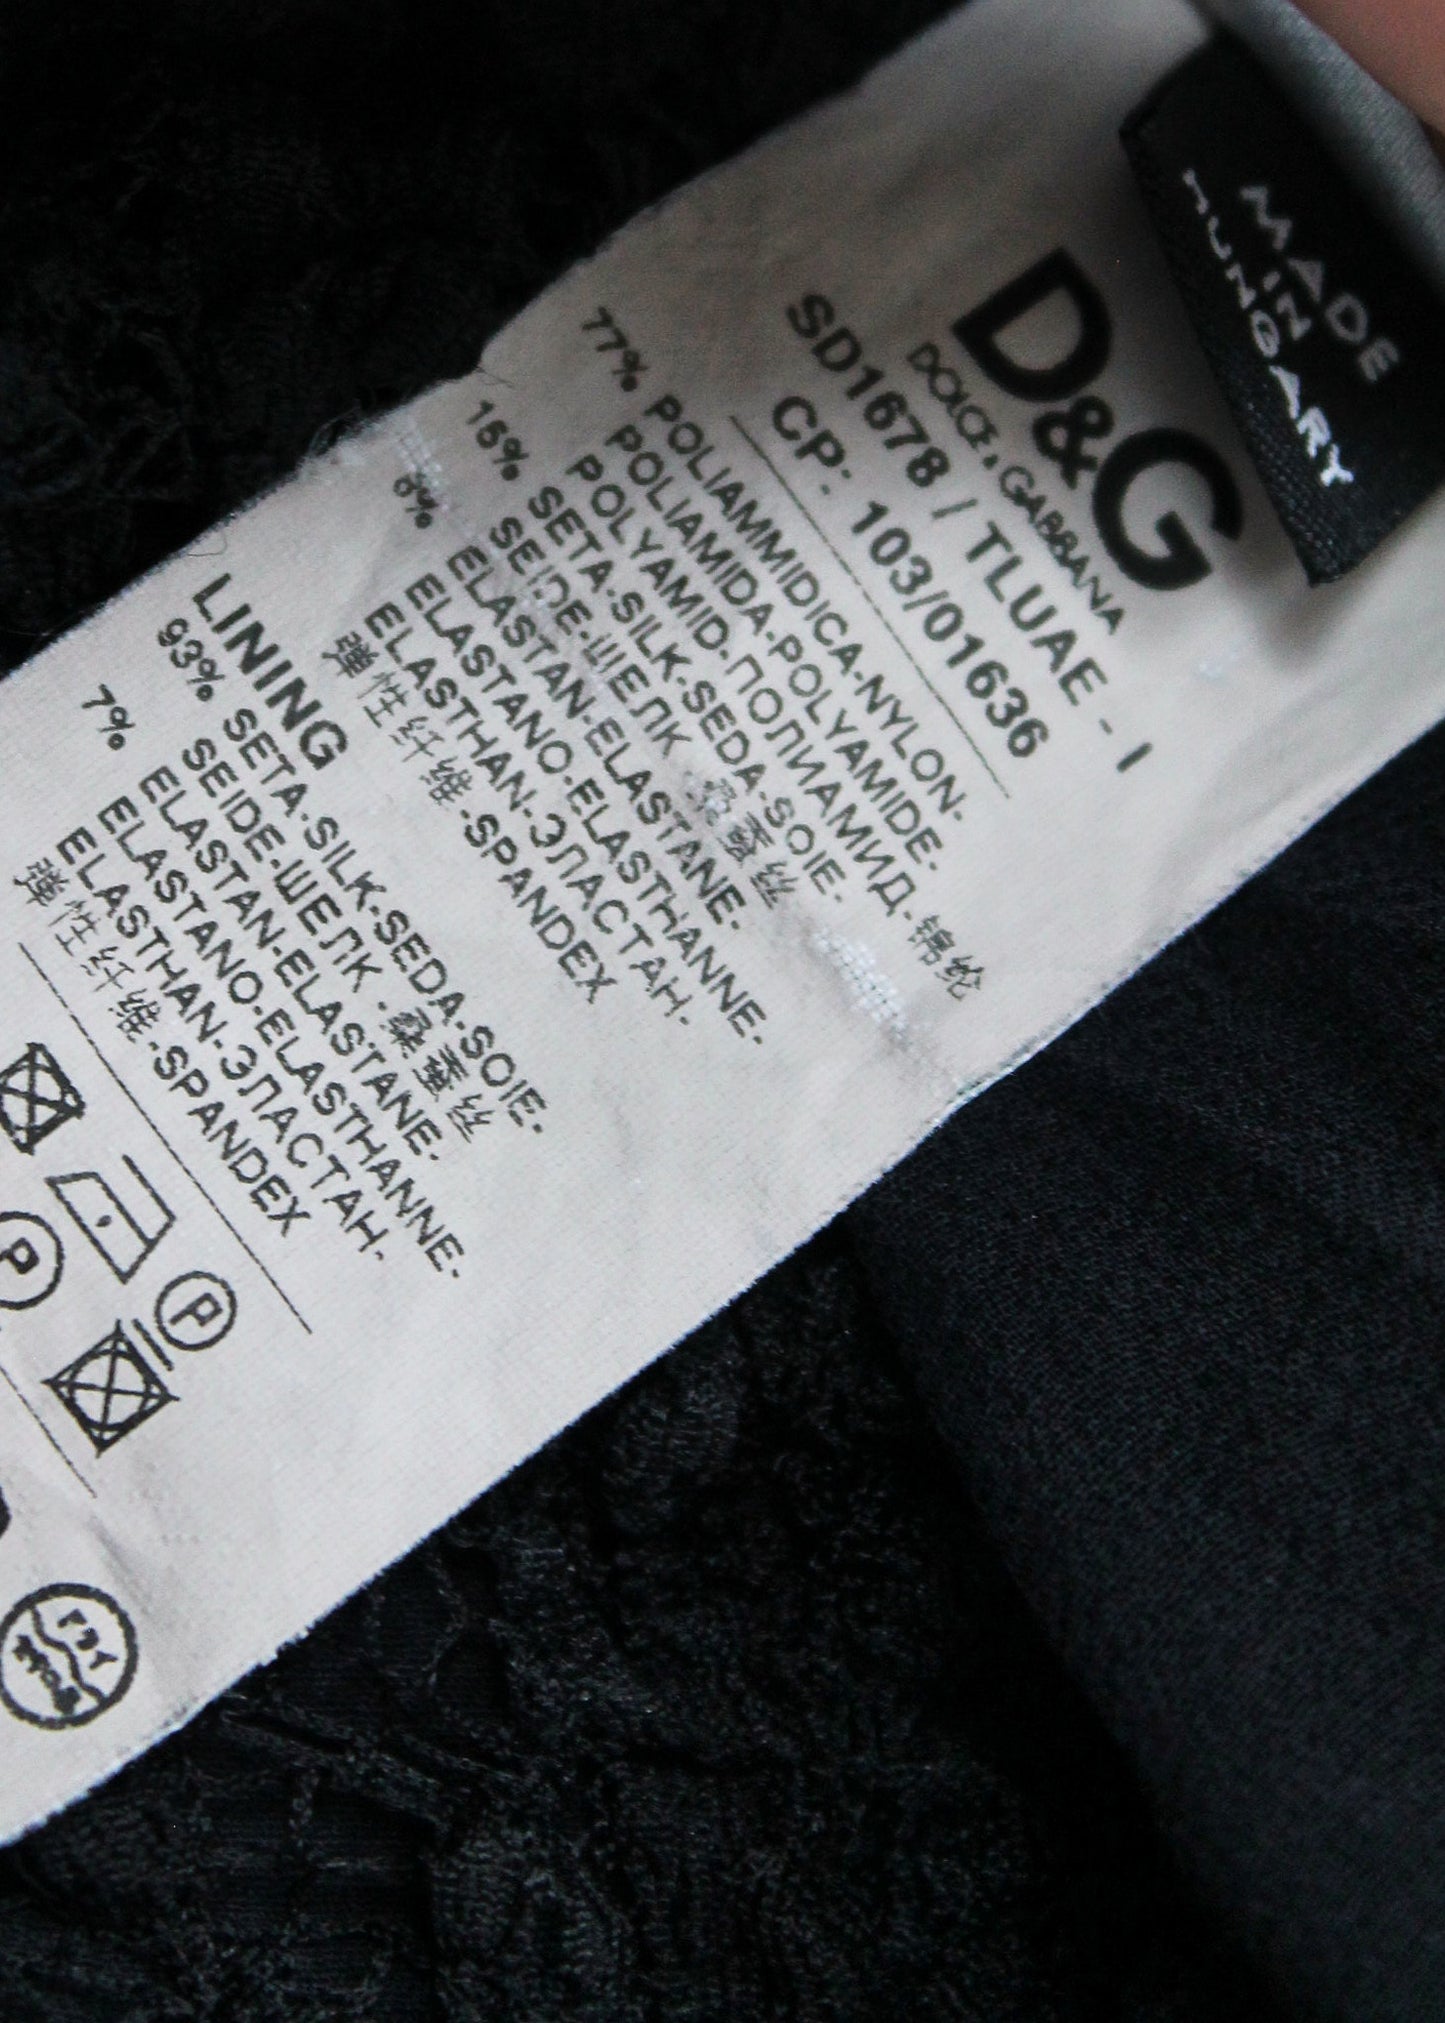 MADE
IN
HUNGARY
D&G
DOLCE & GABBANA
SD1678 / TLUAE - I
CP: 103/01636
77% POLIAMMIDICA-NYLON-
POLIAMIDA-POLYAMIDE-
POLYAMID-ПОЛИАМИД-锦纶
16% SETA-SILK-SEDA-SOIE-
SEIDE-ШЕЛК-桑蚕丝
ELASTAN-ELASTANE-
ELASTANO-ELASTHANNE-
ELASTHAN-ЭЛАСТАН-
弹性纤维-SPANDEX
LINING
93% SETA-SILK-SEDA-SOIE-
SEIDE-ШЕЛК-桑蚕丝
7% ELASTAN-ELASTANE-
ELASTANO-ELASTHANNE-
ELASTHAN-ЭЛАСТАН-
弹性纤维-SPANDEX
P
P